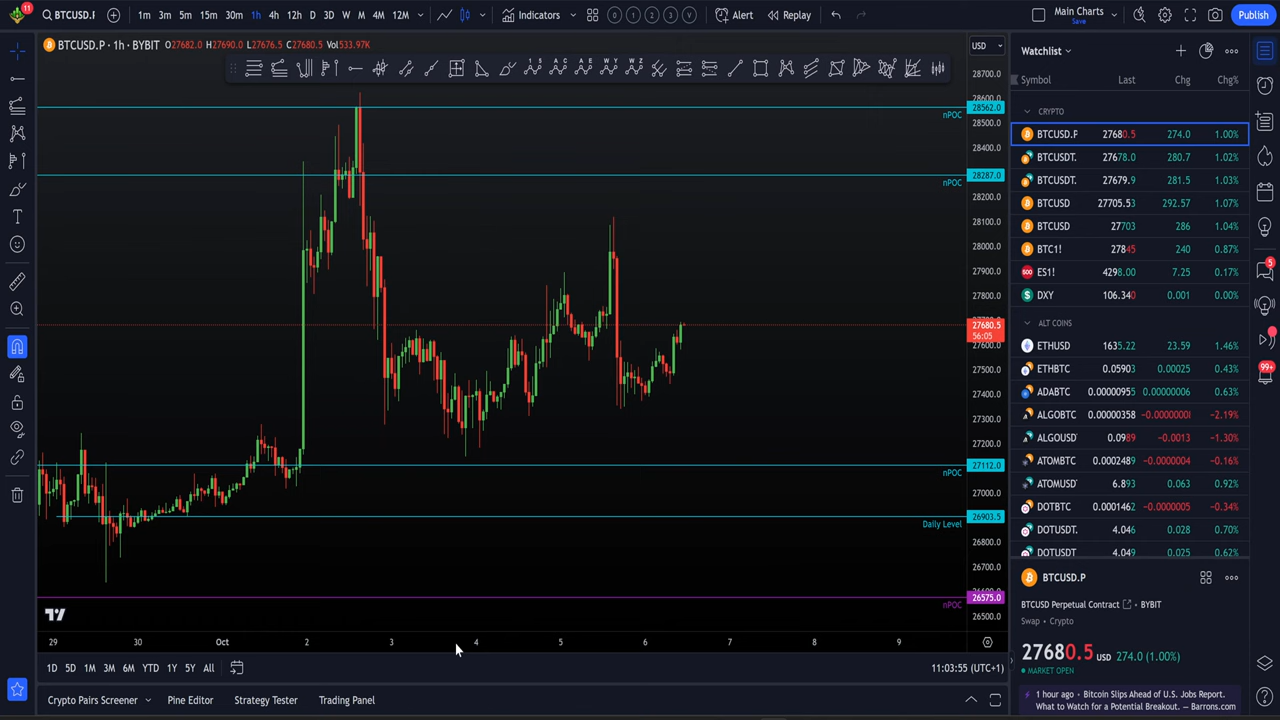 11
BTCUSD.P
1m 3m 5m 15m 30m 1h 4h 12h D 3D W M 4M 12M
Indicators
0 1 2 3 V
Alert
Replay
Main Charts
Save
Publish
BTCUSD.P · 1h · BYBIT O27682.0 H27690.0 L27676.5 C27680.5 Vol533.97K
USD
28700.0
28562.0
nPOC
28500.0
28400.0
28287.0
nPOC
28200.0
28100.0
28000.0
27900.0
27800.0
27680.5
56:05
27600.0
27500.0
27400.0
27300.0
27200.0
27112.0
nPOC
27000.0
26903.5
Daily Level
26800.0
26700.0
26575.0
nPOC
26500.0
29 30 Oct 2 3 4 5 6 7 8 9
1D 5D 1M 3M 6M YTD 1Y 5Y All
11:03:55 (UTC+1)
Crypto Pairs Screener
Pine Editor
Strategy Tester
Trading Panel
Watchlist
Symbol Last Chg Chg%
CRYPTO
BTCUSD.P 27680.5 274.0 1.00%
BTCUSDT. 27678.0 280.7 1.02%
BTCUSDT. 27679.9 281.5 1.03%
BTCUSD 27705.53 292.57 1.07%
BTCUSD 27703 286 1.04%
BTC1! 27845 240 0.87%
ES1! 4298.00 7.25 0.17%
DXY 106.340 0.001 0.00%
ALT COINS
ETHUSD 1635.22 23.59 1.46%
ETHBTC 0.05903 0.00025 0.43%
ADABTC 0.00000955 0.00000006 0.63%
ALGOBTC 0.00000358 -2.19%
ALGOUSD 0.0989 -0.0013 -1.30%
ATOMBTC 0.0002489 -0.0000004 -0.16%
ATOMUSD 6.893 0.063 0.92%
DOTBTC 0.0001462 -0.0000005 -0.34%
DOTUSDT. 4.046 0.028 0.70%
DOTUSDT 4.049 0.025 0.62%
BTCUSD.P
BTCUSD Perpetual Contract • BYBIT
Swap • Crypto
27680.5 USD 274.0 (1.00%)
MARKET OPEN
1 hour ago • Bitcoin Slips Ahead of U.S. Jobs Report.
What to Watch for a Potential Breakout. — Barrons.com
5
99+